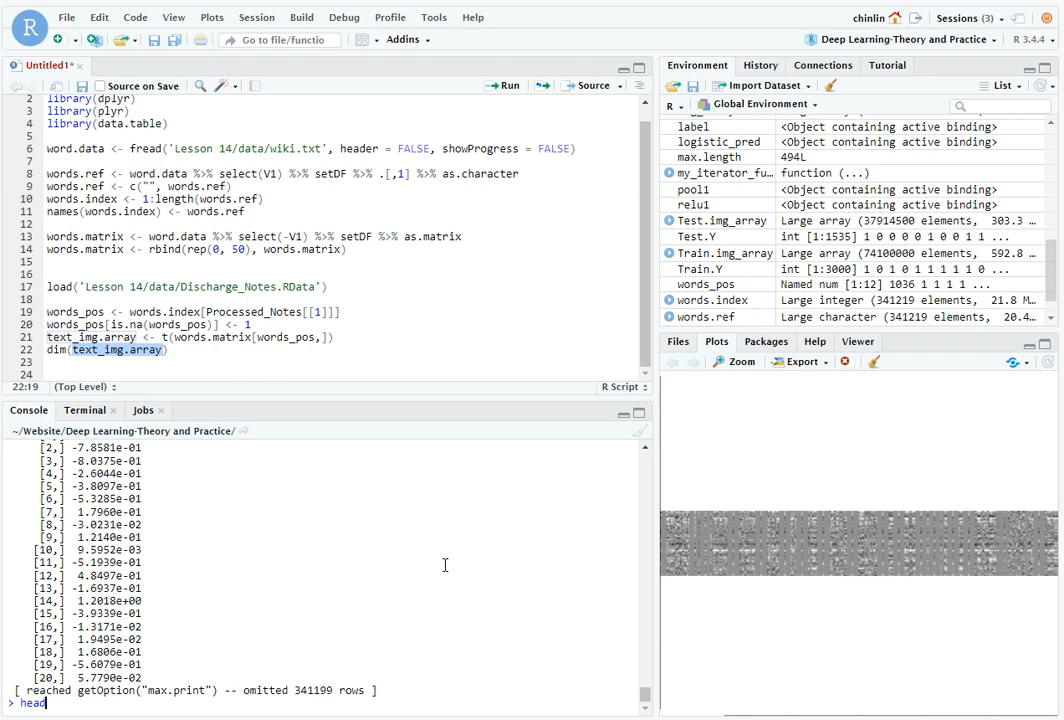 File Edit Code View Plots Session Build Debug Profile Tools Help
chinlin Sessions (3)
Go to file/functio Addins
Deep Learning-Theory and Practice R 3.4.4
Untitled1*
Source on Save Run Source
2 library(dplyr)
3 library(plyr)
4 library(data.table)
5
6 word.data <- fread('Lesson 14/data/wiki.txt', header = FALSE, showProgress = FALSE)
7
8 words.ref <- word.data %>% select(V1) %>% setDF %>% .[,1] %>% as.character
9 words.ref <- c("", words.ref)
10 words.index <- 1:length(words.ref)
11 names(words.index) <- words.ref
12
13 words.matrix <- word.data %>% select(-V1) %>% setDF %>% as.matrix
14 words.matrix <- rbind(rep(0, 50), words.matrix)
15
16
17 load('Lesson 14/data/Discharge_Notes.RData')
18
19 words_pos <- words.index[Processed_Notes[[1]]]
20 words_pos[is.na(words_pos)] <- 1
21 text_img.array <- t(words.matrix[words_pos,])
22 dim(text_img.array)
23
24
22:19 (Top Level) R Script
Console Terminal Jobs
~/Website/Deep Learning-Theory and Practice/
[2,] -7.8581e-01
[3,] -8.0375e-01
[4,] -2.6044e-01
[5,] -3.8097e-01
[6,] -5.3285e-01
[7,] 1.7960e-01
[8,] -3.0231e-02
[9,] 1.2140e-01
[10,] 9.5952e-03
[11,] -5.1939e-01
[12,] 4.8497e-01
[13,] -1.6937e-01
[14,] 1.2018e+00
[15,] -3.9339e-01
[16,] -1.3171e-02
[17,] 1.9495e-02
[18,] 1.6806e-01
[19,] -5.6079e-01
[20,] 5.7790e-02
[ reached getOption("max.print") -- omitted 341199 rows ]
> head
Environment History Connections Tutorial
Import Dataset List
R Global Environment
label <Object containing active binding>
logistic_pred <Object containing active binding>
max.length 494L
my_iterator_fu… function (...)
pool1 <Object containing active binding>
relu1 <Object containing active binding>
Test.img_array Large array (37914500 elements, 303.3 …
Test.Y int [1:1535] 1 0 0 0 0 1 0 0 1 1 ...
Train.img_array Large array (74100000 elements, 592.8 …
Train.Y int [1:3000] 1 0 1 0 1 1 1 1 1 0 ...
words_pos Named num [1:12] 1036 1 1 1 1 ...
words.index Large integer (341219 elements, 21.8 M…
words.ref Large character (341219 elements, 20.4…
Files Plots Packages Help Viewer
Zoom Export